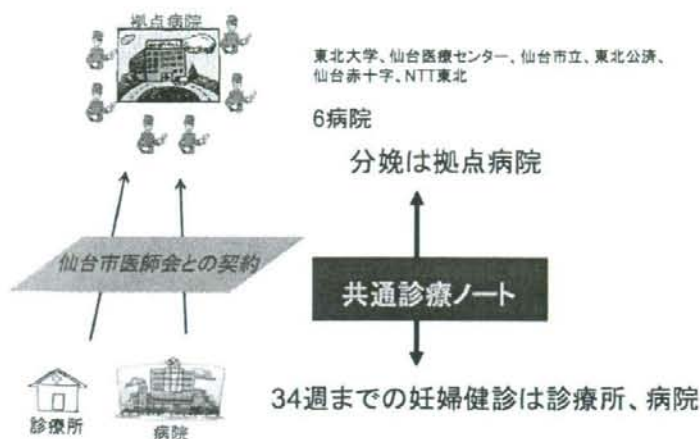 拠点病院
東北大学、仙台医療センター、仙台市立、東北公済、
仙台赤十字、NTT東北
6病院
分娩は拠点病院
仙台市医師会との契約
共通診療ノート
34週までの妊婦健診は診療所、病院
診療所
病院